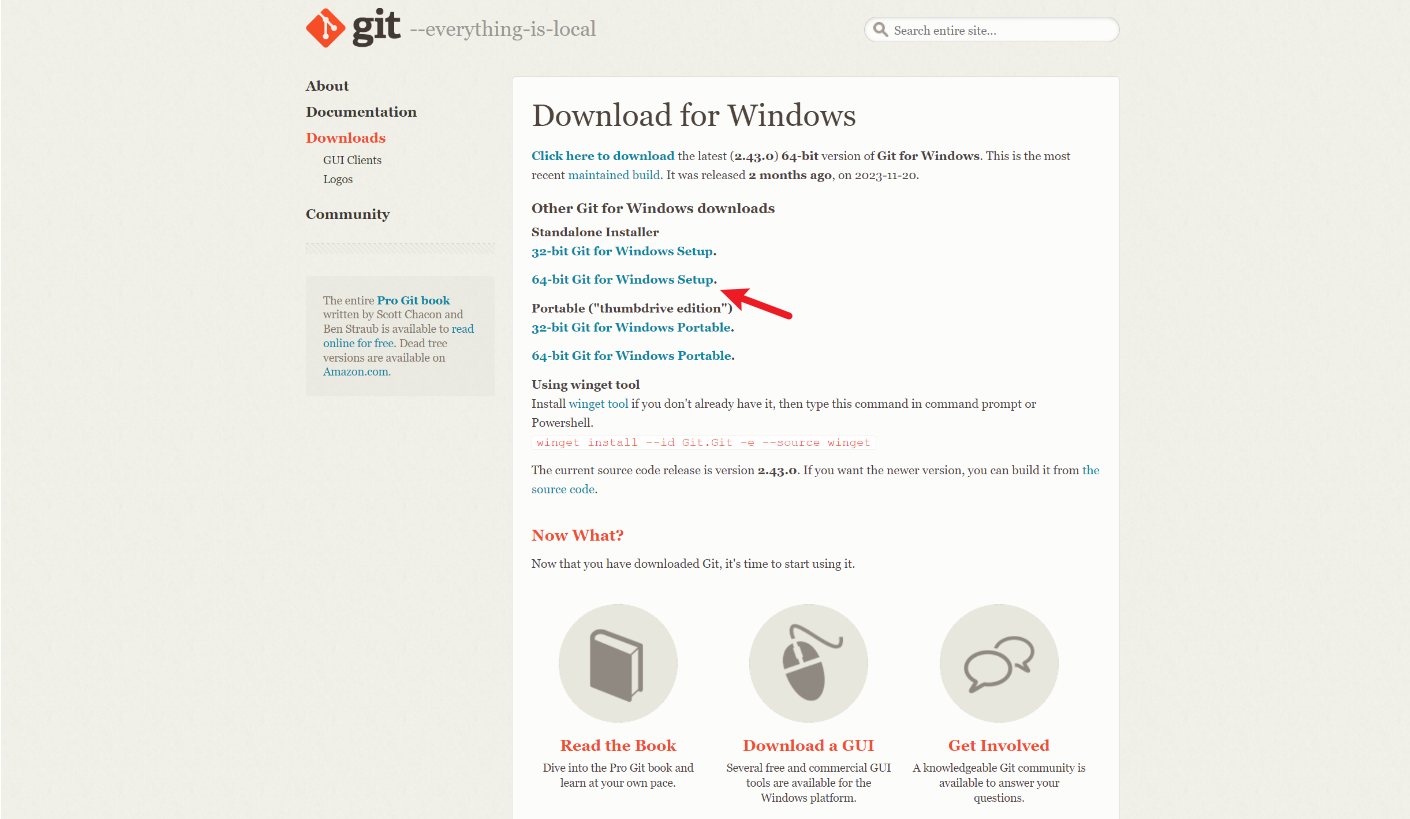 git --everything-is-local
Search entire site...
About
Documentation
Downloads
GUI Clients
Logos
Community
The entire Pro Git book
written by Scott Chacon and
Ben Straub is available to read
online for free. Dead tree
versions are available on
Amazon.com.
Download for Windows
Click here to download the latest (2.43.0) 64-bit version of Git for Windows. This is the most
recent maintained build. It was released 2 months ago, on 2023-11-20.
Other Git for Windows downloads
Standalone Installer
32-bit Git for Windows Setup.
64-bit Git for Windows Setup.
Portable ("thumbdrive edition")
32-bit Git for Windows Portable.
64-bit Git for Windows Portable.
Using winget tool
Install winget tool if you don't already have it, then type this command in command prompt or
Powershell.
winget install --id Git.Git -e --source winget
The current source code release is version 2.43.0. If you want the newer version, you can build it from the
source code.
Now What?
Now that you have downloaded Git, it's time to start using it.
Read the Book
Dive into the Pro Git book and
learn at your own pace.
Download a GUI
Several free and commercial GUI
tools are available for the
Windows platform.
Get Involved
A knowledgeable Git community is
available to answer your
questions.